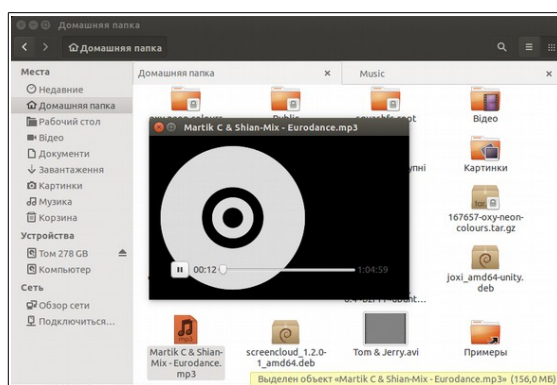 Домашняя папка
Домашняя папка
Места
Недавние
Домашняя папка
Рабочий стол
Відео
Документи
Завантаження
Картинки
Музика
Корзина
Устройства
Том 278 GB
Компьютер
Сеть
Обзор сети
Подключиться...
Домашняя папка
Music
Public
Відео
Martik C & Shian-Mix - Eurodance.mp3
Картинки
tar
167657-oxy-neon-
colours.tar.gz
00:12
1:04:59
joxi_amd64-unity.
deb
mp3
Martik C & Shian-
Mix - Eurodance.
mp3
screencloud_1.2.0-
1_amd64.deb
Tom & Jerry.avi
Примеры
Выделен объект «Martik C & Shian-Mix - Eurodance.mp3» (156,0 МБ)